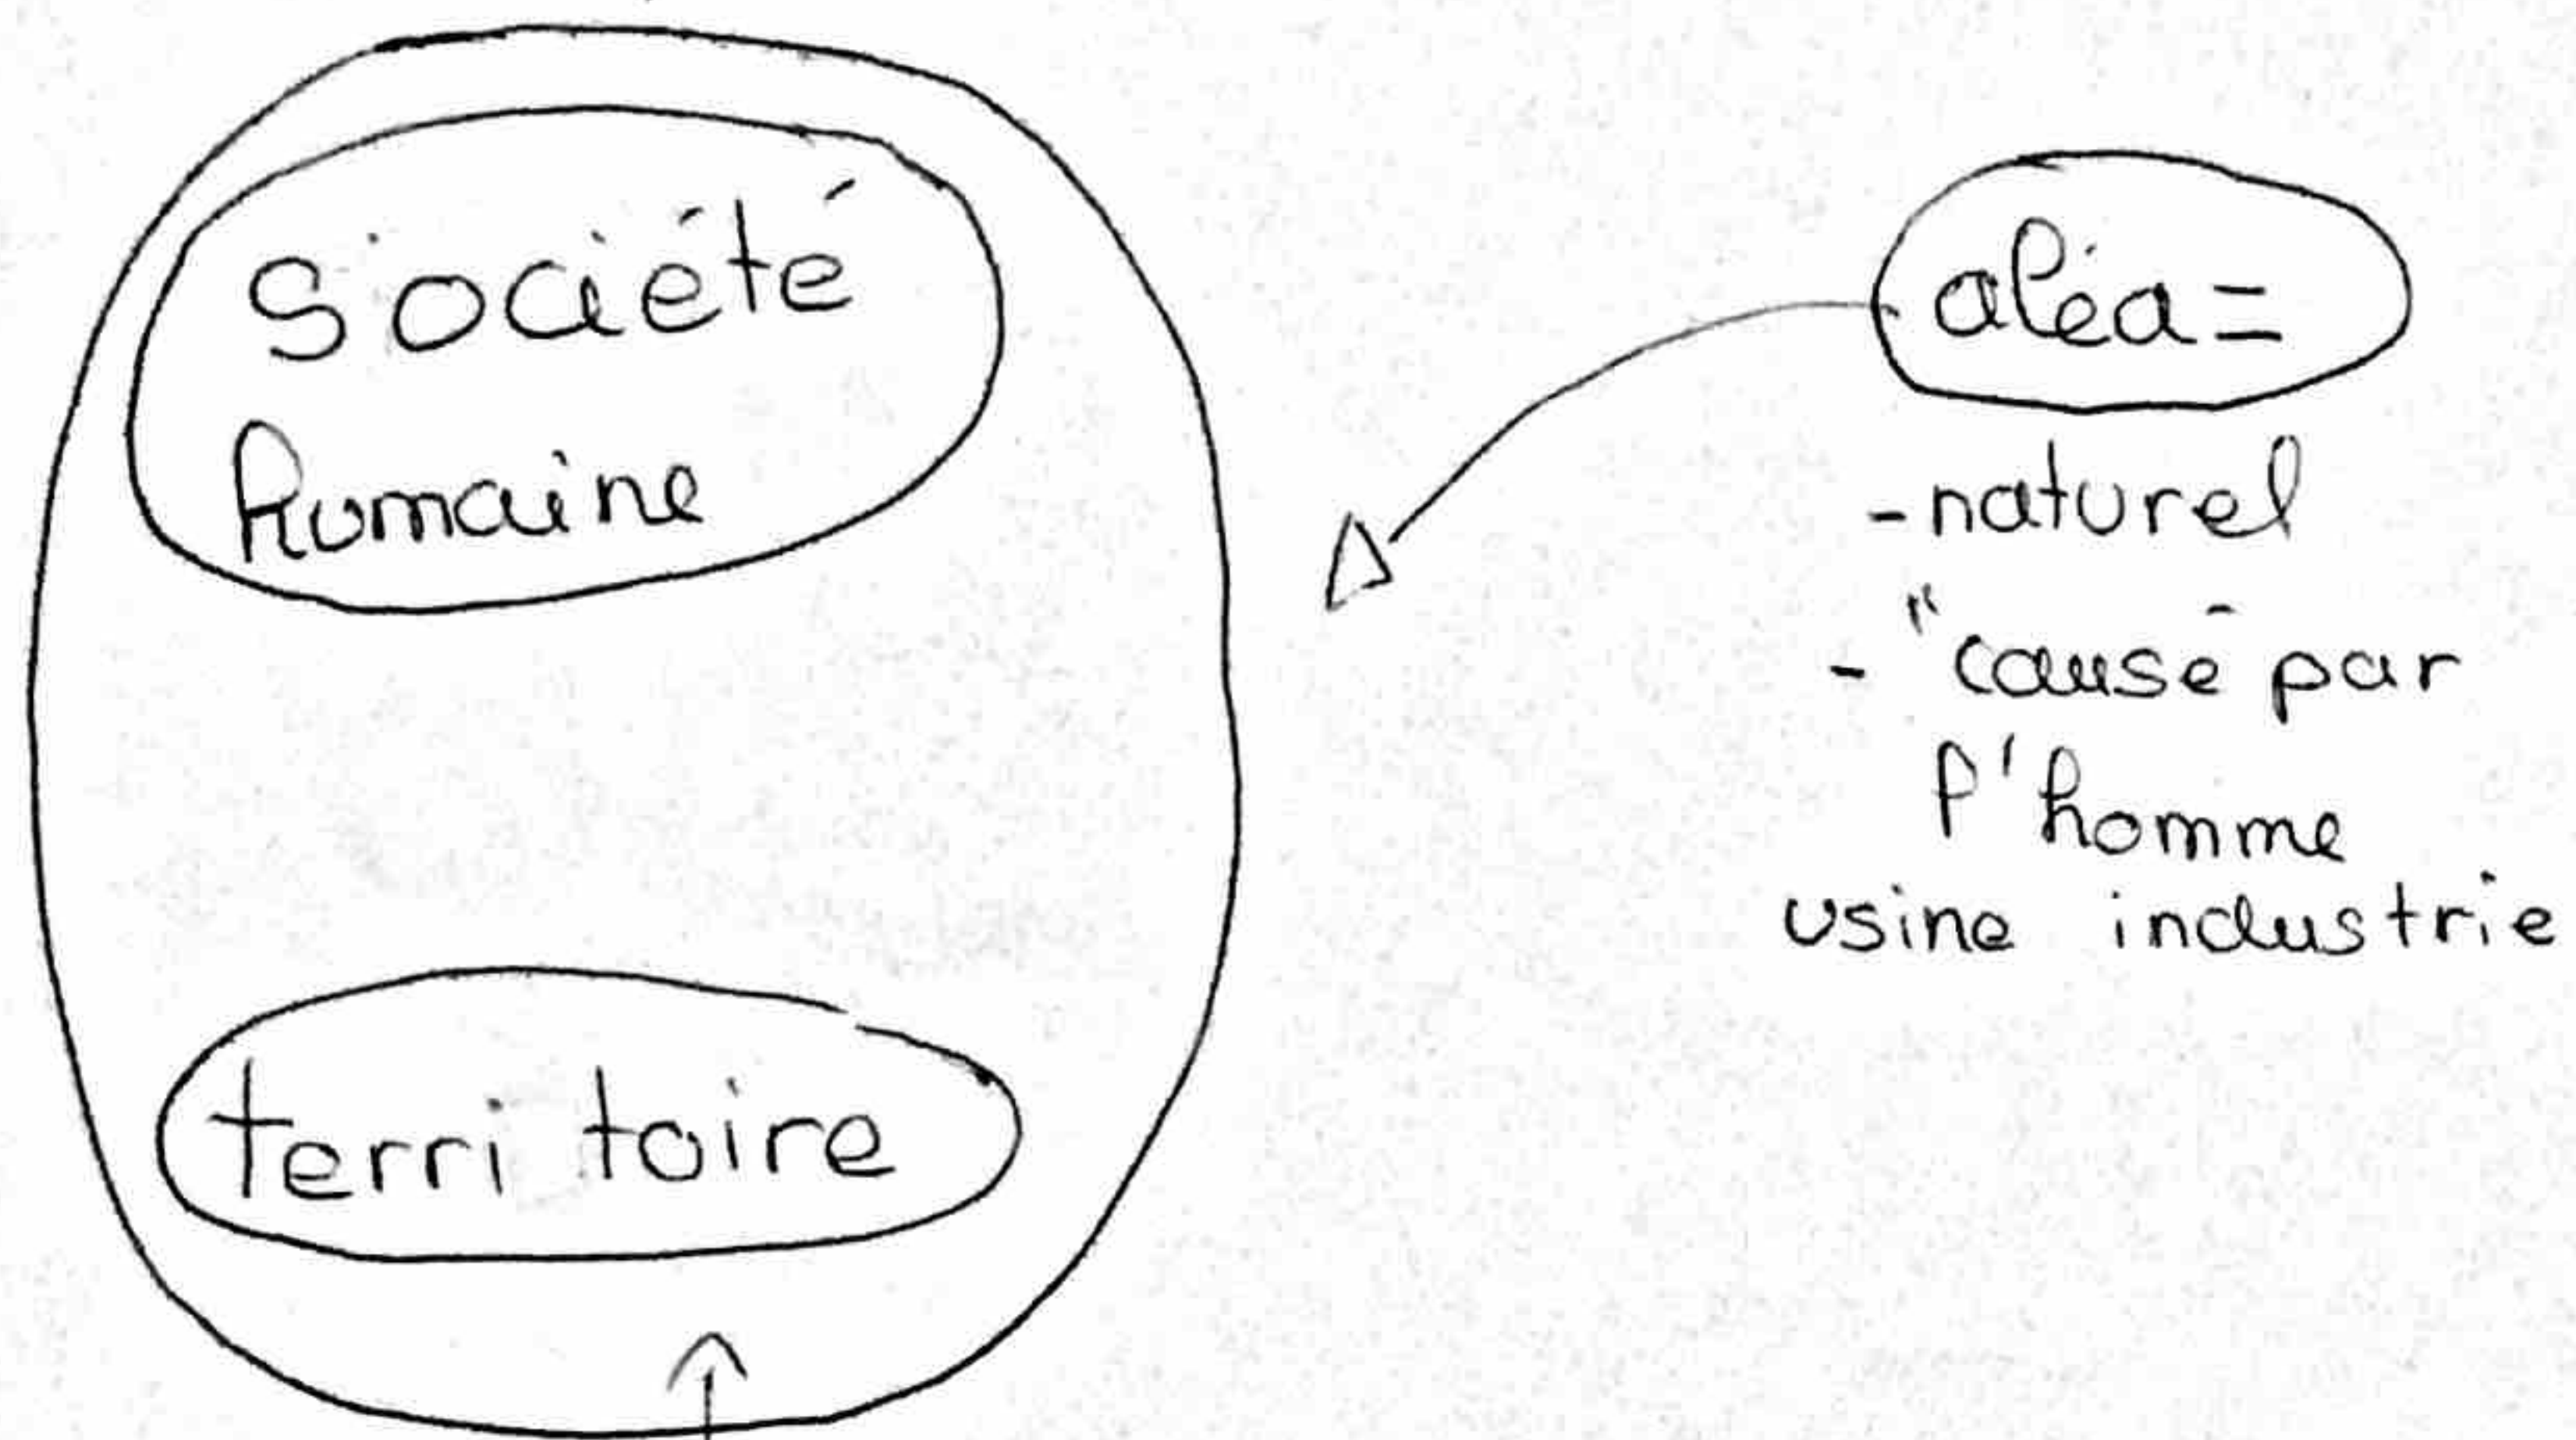 société
humaine
territoire
aléa =
- naturel
- "causé par
l'homme
usine industrie